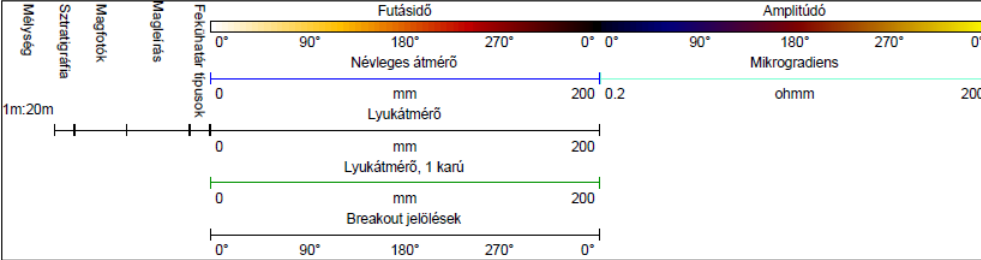 Mélység
Sztratigráfia
Magfotók
Magleírás
Fekühatár típusok
Futásidő
Amplitúdó
0° 90° 180° 270° 0° 0° 90° 180° 270° 0°
Névleges átmérő
Mikrogradiens
0 mm 200 0.2 ohmm 200
1m:20m
Lyukátmérő
0 mm 200
Lyukátmérő, 1 karú
0 mm 200
Breakout jelölések
0° 90° 180° 270° 0°